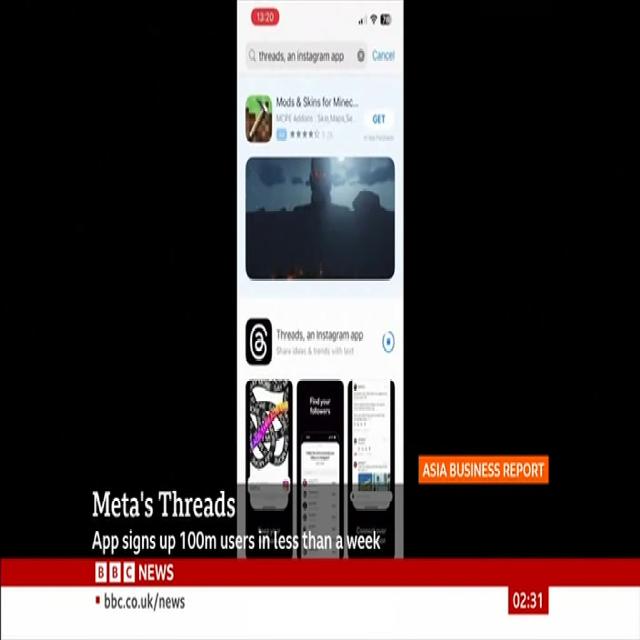 13:20
threads, an instagram app
Cancel
Mods & Skins for Minec...
MCPE Addons : Skin,Maps,Se...
GET
Threads, an Instagram app
Share ideas & trends with text
Find your
followers
ASIA BUSINESS REPORT
Meta's Threads
App signs up 100m users in less than a week
BBC NEWS
bbc.co.uk/news
02:31